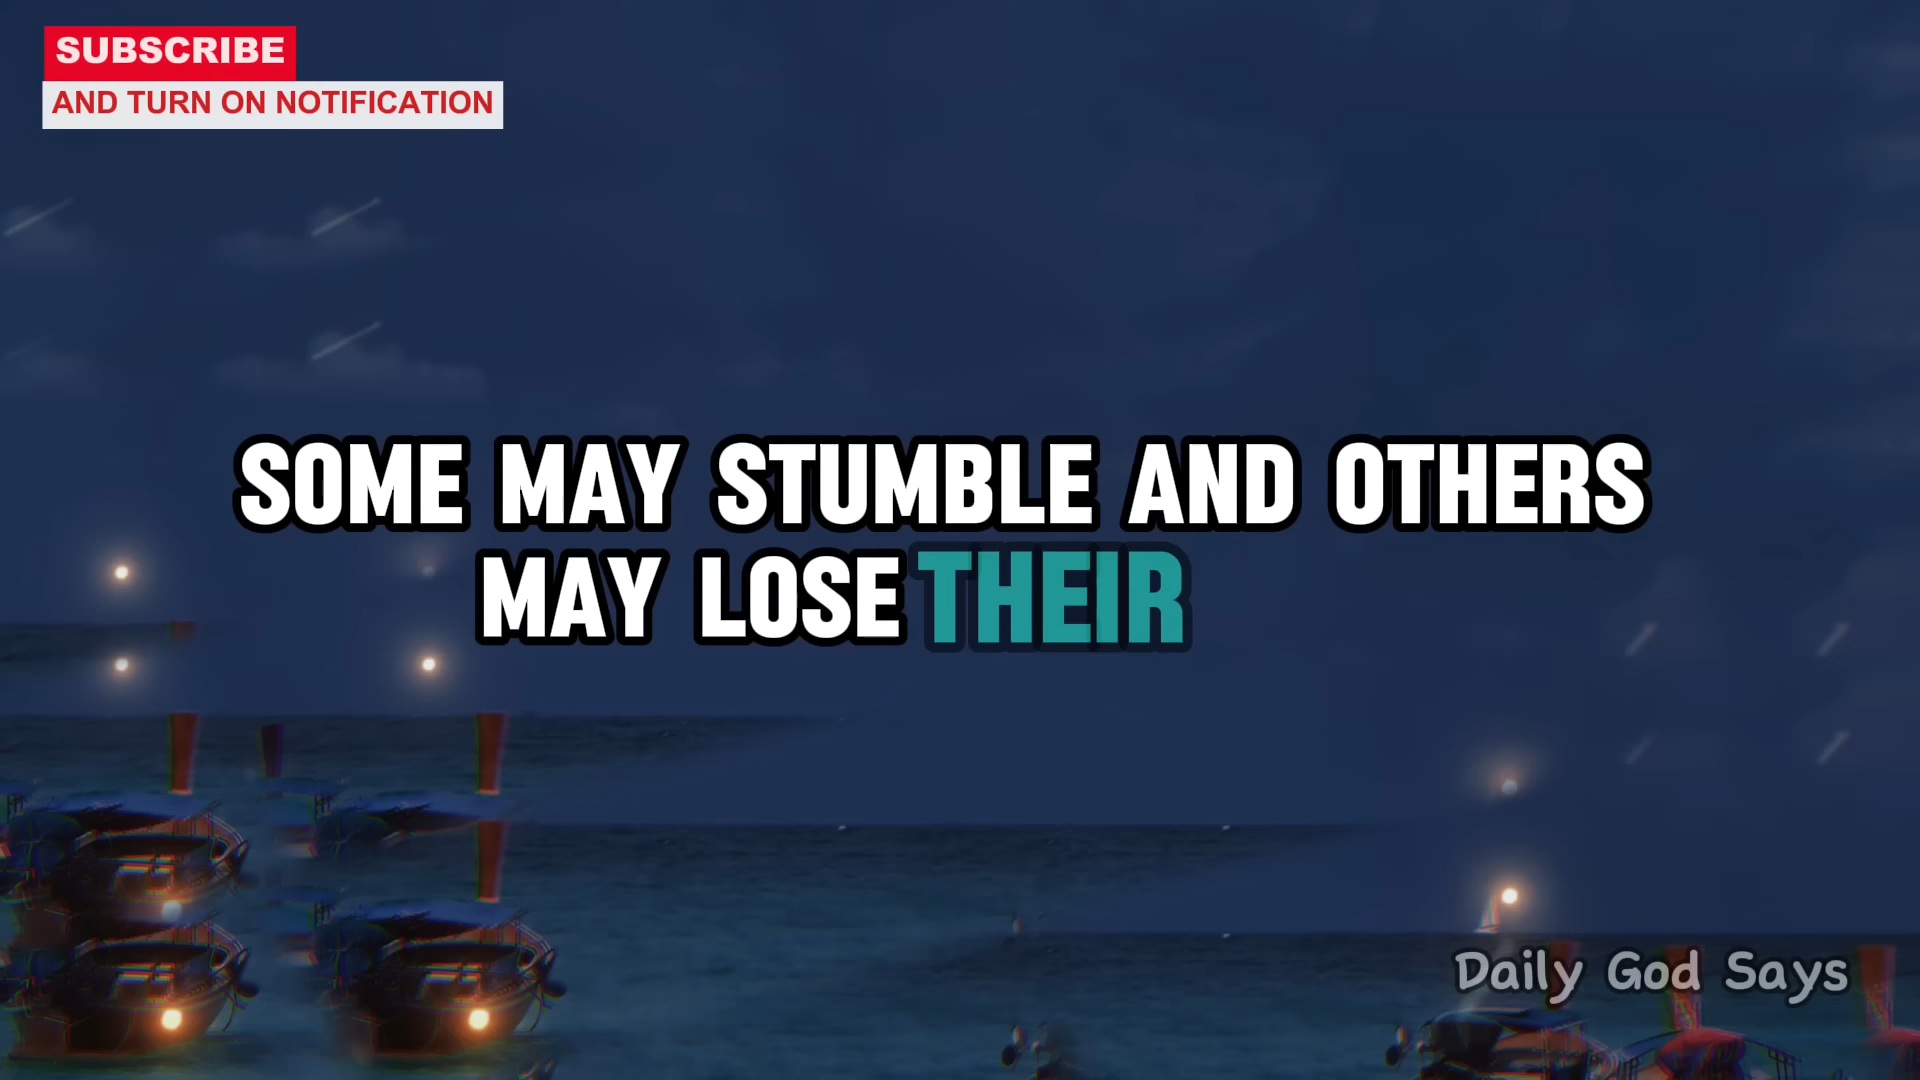 SUBSCRIBE
AND TURN ON NOTIFICATION
SOME MAY STUMBLE AND OTHERS
MAY LOSE THEIR
Daily God Says